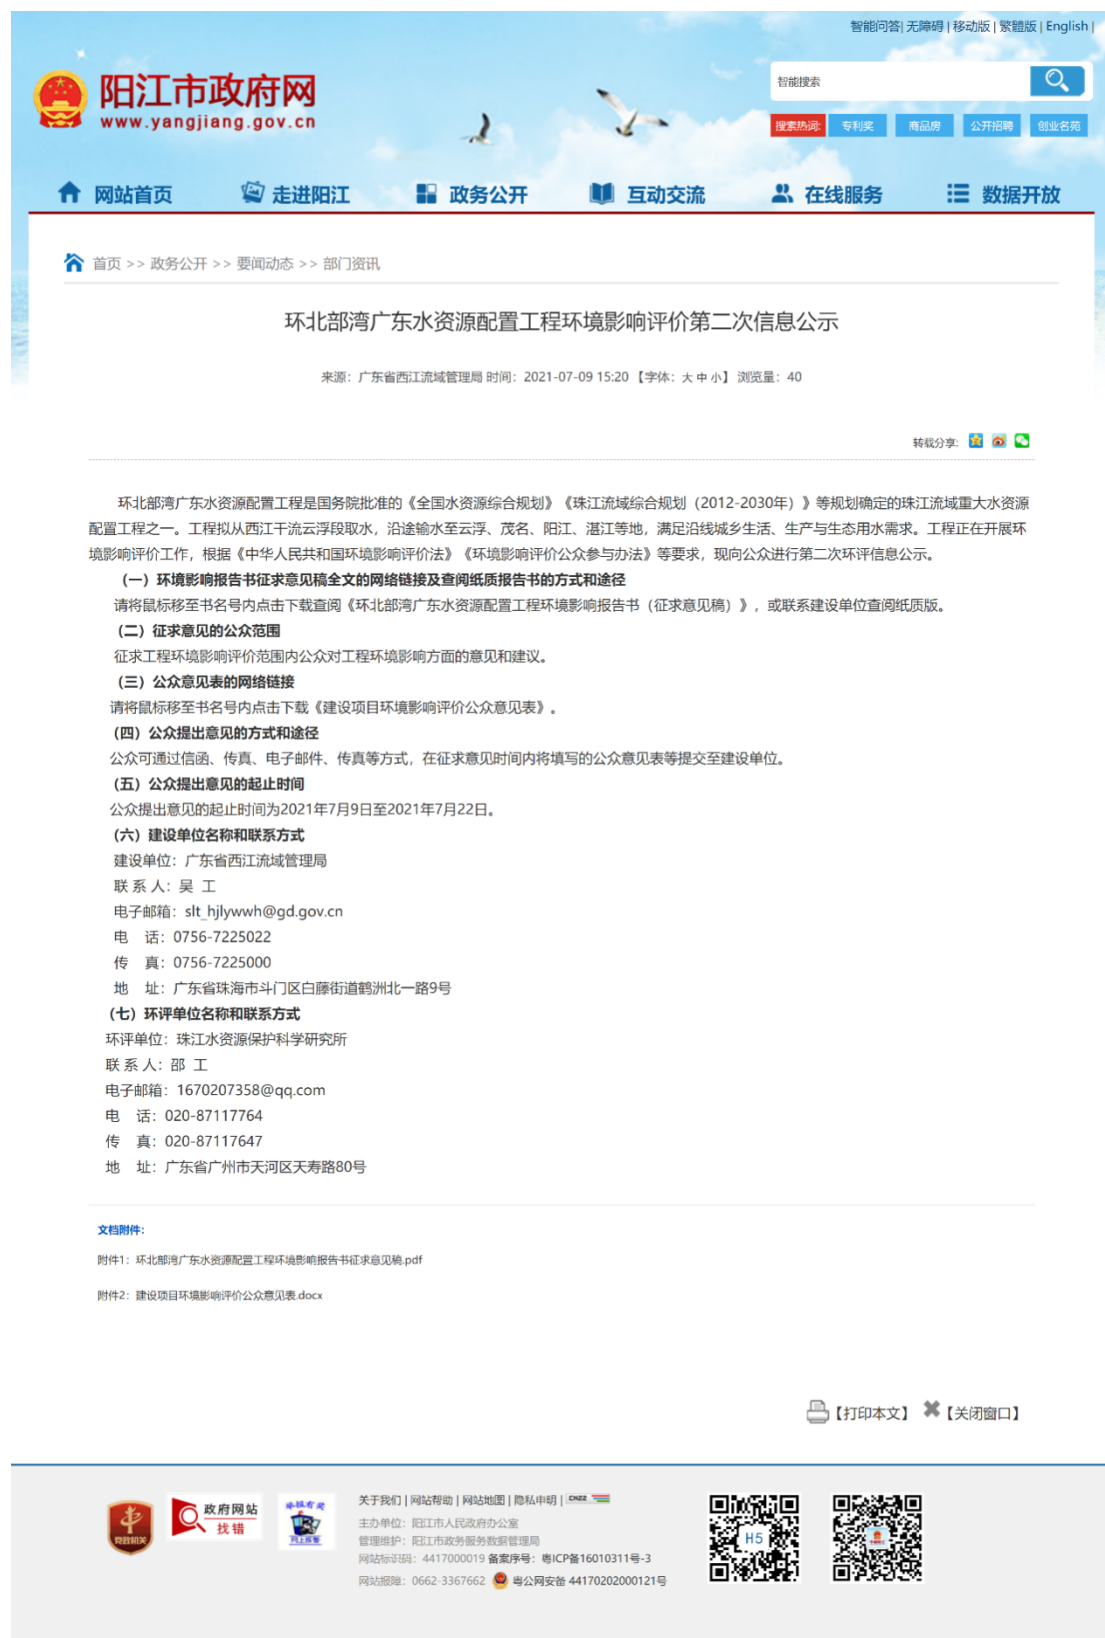 智能问答| 无障碍 | 移动版 | 繁體版 | English |
阳江市政府网
www.yangjiang.gov.cn
智能搜索
搜索热词: 专利奖 商品房 公开招聘 创业名苑
网站首页 走进阳江 政务公开 互动交流 在线服务 数据开放
首页 >> 政务公开 >> 要闻动态 >> 部门资讯
环北部湾广东水资源配置工程环境影响评价第二次信息公示
来源：广东省西江流域管理局 时间：2021-07-09 15:20 【字体：大 中 小】 浏览量：40
转载分享:
环北部湾广东水资源配置工程是国务院批准的《全国水资源综合规划》《珠江流域综合规划（2012-2030年）》等规划确定的珠江流域重大水资源
配置工程之一。工程拟从西江干流云浮段取水，沿途输水至云浮、茂名、阳江、湛江等地，满足沿线城乡生活、生产与生态用水需求。工程正在开展环
境影响评价工作，根据《中华人民共和国环境影响评价法》《环境影响评价公众参与办法》等要求，现向公众进行第二次环评信息公示。
（一）环境影响报告书征求意见稿全文的网络链接及查阅纸质报告书的方式和途径
请将鼠标移至书名号内点击下载查阅《环北部湾广东水资源配置工程环境影响报告书（征求意见稿）》，或联系建设单位查阅纸质版。
（二）征求意见的公众范围
征求工程环境影响评价范围内公众对工程环境影响方面的意见和建议。
（三）公众意见表的网络链接
请将鼠标移至书名号内点击下载《建设项目环境影响评价公众意见表》。
（四）公众提出意见的方式和途径
公众可通过信函、传真、电子邮件、传真等方式，在征求意见时间内将填写的公众意见表等提交至建设单位。
（五）公众提出意见的起止时间
公众提出意见的起止时间为2021年7月9日至2021年7月22日。
（六）建设单位名称和联系方式
建设单位：广东省西江流域管理局
联 系 人：吴 工
电子邮箱：slt_hjlywwh@gd.gov.cn
电 话：0756-7225022
传 真：0756-7225000
地 址：广东省珠海市斗门区白藤街道鹤洲北一路9号
（七）环评单位名称和联系方式
环评单位：珠江水资源保护科学研究所
联 系 人：邵 工
电子邮箱：1670207358@qq.com
电 话：020-87117764
传 真：020-87117647
地 址：广东省广州市天河区天寿路80号
文档附件：
附件1：环北部湾广东水资源配置工程环境影响报告书征求意见稿.pdf
附件2：建设项目环境影响评价公众意见表.docx
【打印本文】 【关闭窗口】
党政机关
政府网站
找错
举报有奖
网上报警
关于我们 | 网站帮助 | 网站地图 | 隐私申明 | CNZZ
主办单位：阳江市人民政府办公室
管理维护：阳江市政务服务数据管理局
网站标识码：4417000019 备案序号：粤ICP备16010311号-3
网站报障：0662-3367662 粤公网安备 44170202000121号
H5